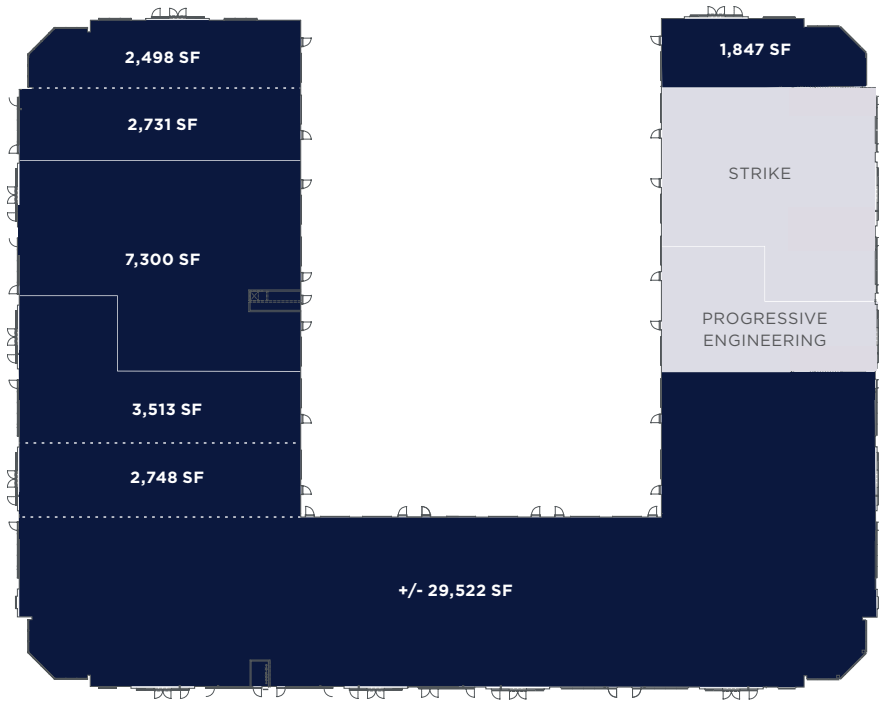 2,498 SF
2,731 SF
7,300 SF
3,513 SF
2,748 SF
+/- 29,522 SF
1,847 SF
STRIKE
PROGRESSIVE
ENGINEERING